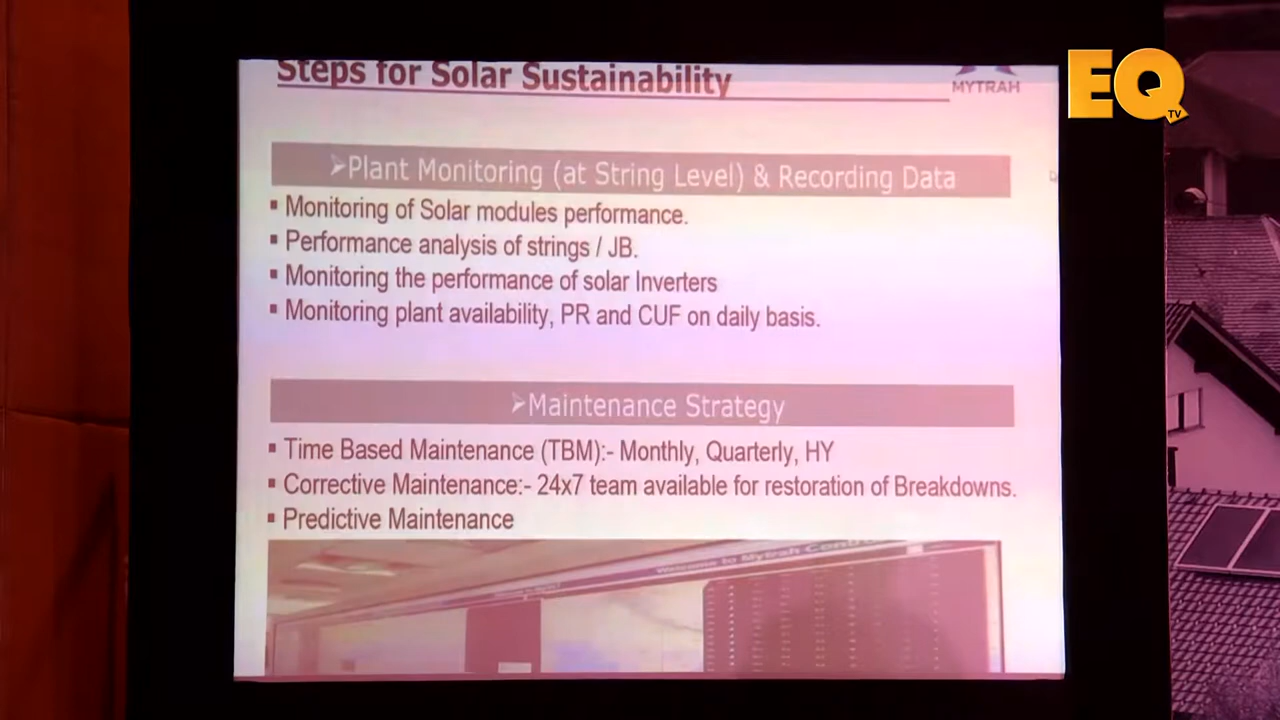 Steps for Solar Sustainability
MYTRAH
EQ
TV
➢Plant Monitoring (at String Level) & Recording Data
▪ Monitoring of Solar modules performance.
▪ Performance analysis of strings / JB.
▪ Monitoring the performance of solar Inverters
▪ Monitoring plant availability, PR and CUF on daily basis.
➢Maintenance Strategy
▪ Time Based Maintenance (TBM):- Monthly, Quarterly, HY
▪ Corrective Maintenance:- 24x7 team available for restoration of Breakdowns.
▪ Predictive Maintenance
Welcome to Mytrah